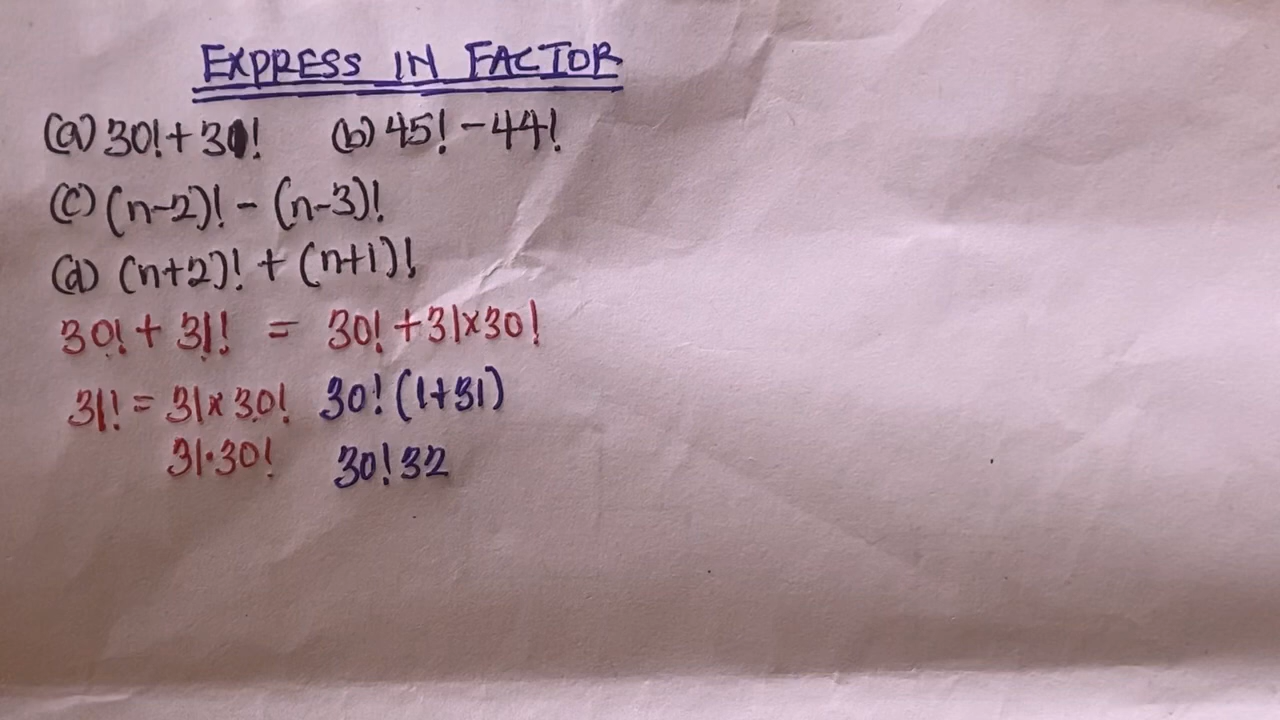 EXPRESS IN FACTOR
(a) 30! + 31! (b) 45! - 44!
(c) (n-2)! - (n-3)!
(d) (n+2)! + (n+1)!
30! + 31! = 30! + 31×30!
31! = 31×30! 30! (1+31)
31·30! 30! 32